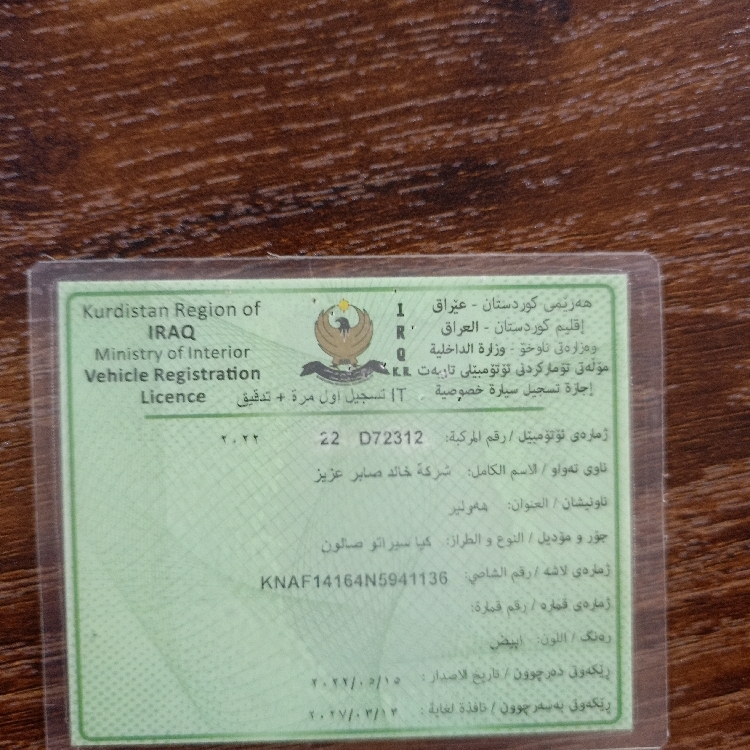 Kurdistan Region of
IRAQ
Ministry of Interior
Vehicle Registration
Licence
I
R
Q
K.R.
هەرێمی کوردستان - عێراق
إقليم كوردستان - العراق
وەزارەتی ناوخۆ - وزارة الداخلية
مۆڵەتی تۆمارکردنی ئۆتۆمبێلی تایبەت
إجازة تسجيل سيارة خصوصية
IT تسجيل اول مرة + تدقيق
ژمارەی ئۆتۆمبێل / رقم المركبة: 22 D72312 ٢٠٢٢
ناوی تەواو / الاسم الكامل: شركة خالد صابر عزيز
ناونیشان / العنوان: هەولێر
جۆر و مۆدیل / النوع و الطراز: كيا سيراتو صالون
ژمارەی لاشە / رقم الشاصي: KNAF14164N5941136
ژمارەی قمارە / رقم قمارة:
رەنگ / اللون: ابيض
ڕێکەوتی دەرچوون / تاريخ الاصدار: ٢٠٢٢/٠٥/١٥
ڕێکەوتی بەسەرچوون / نافذة لغاية: ٢٠٢٧/٠٣/١٣